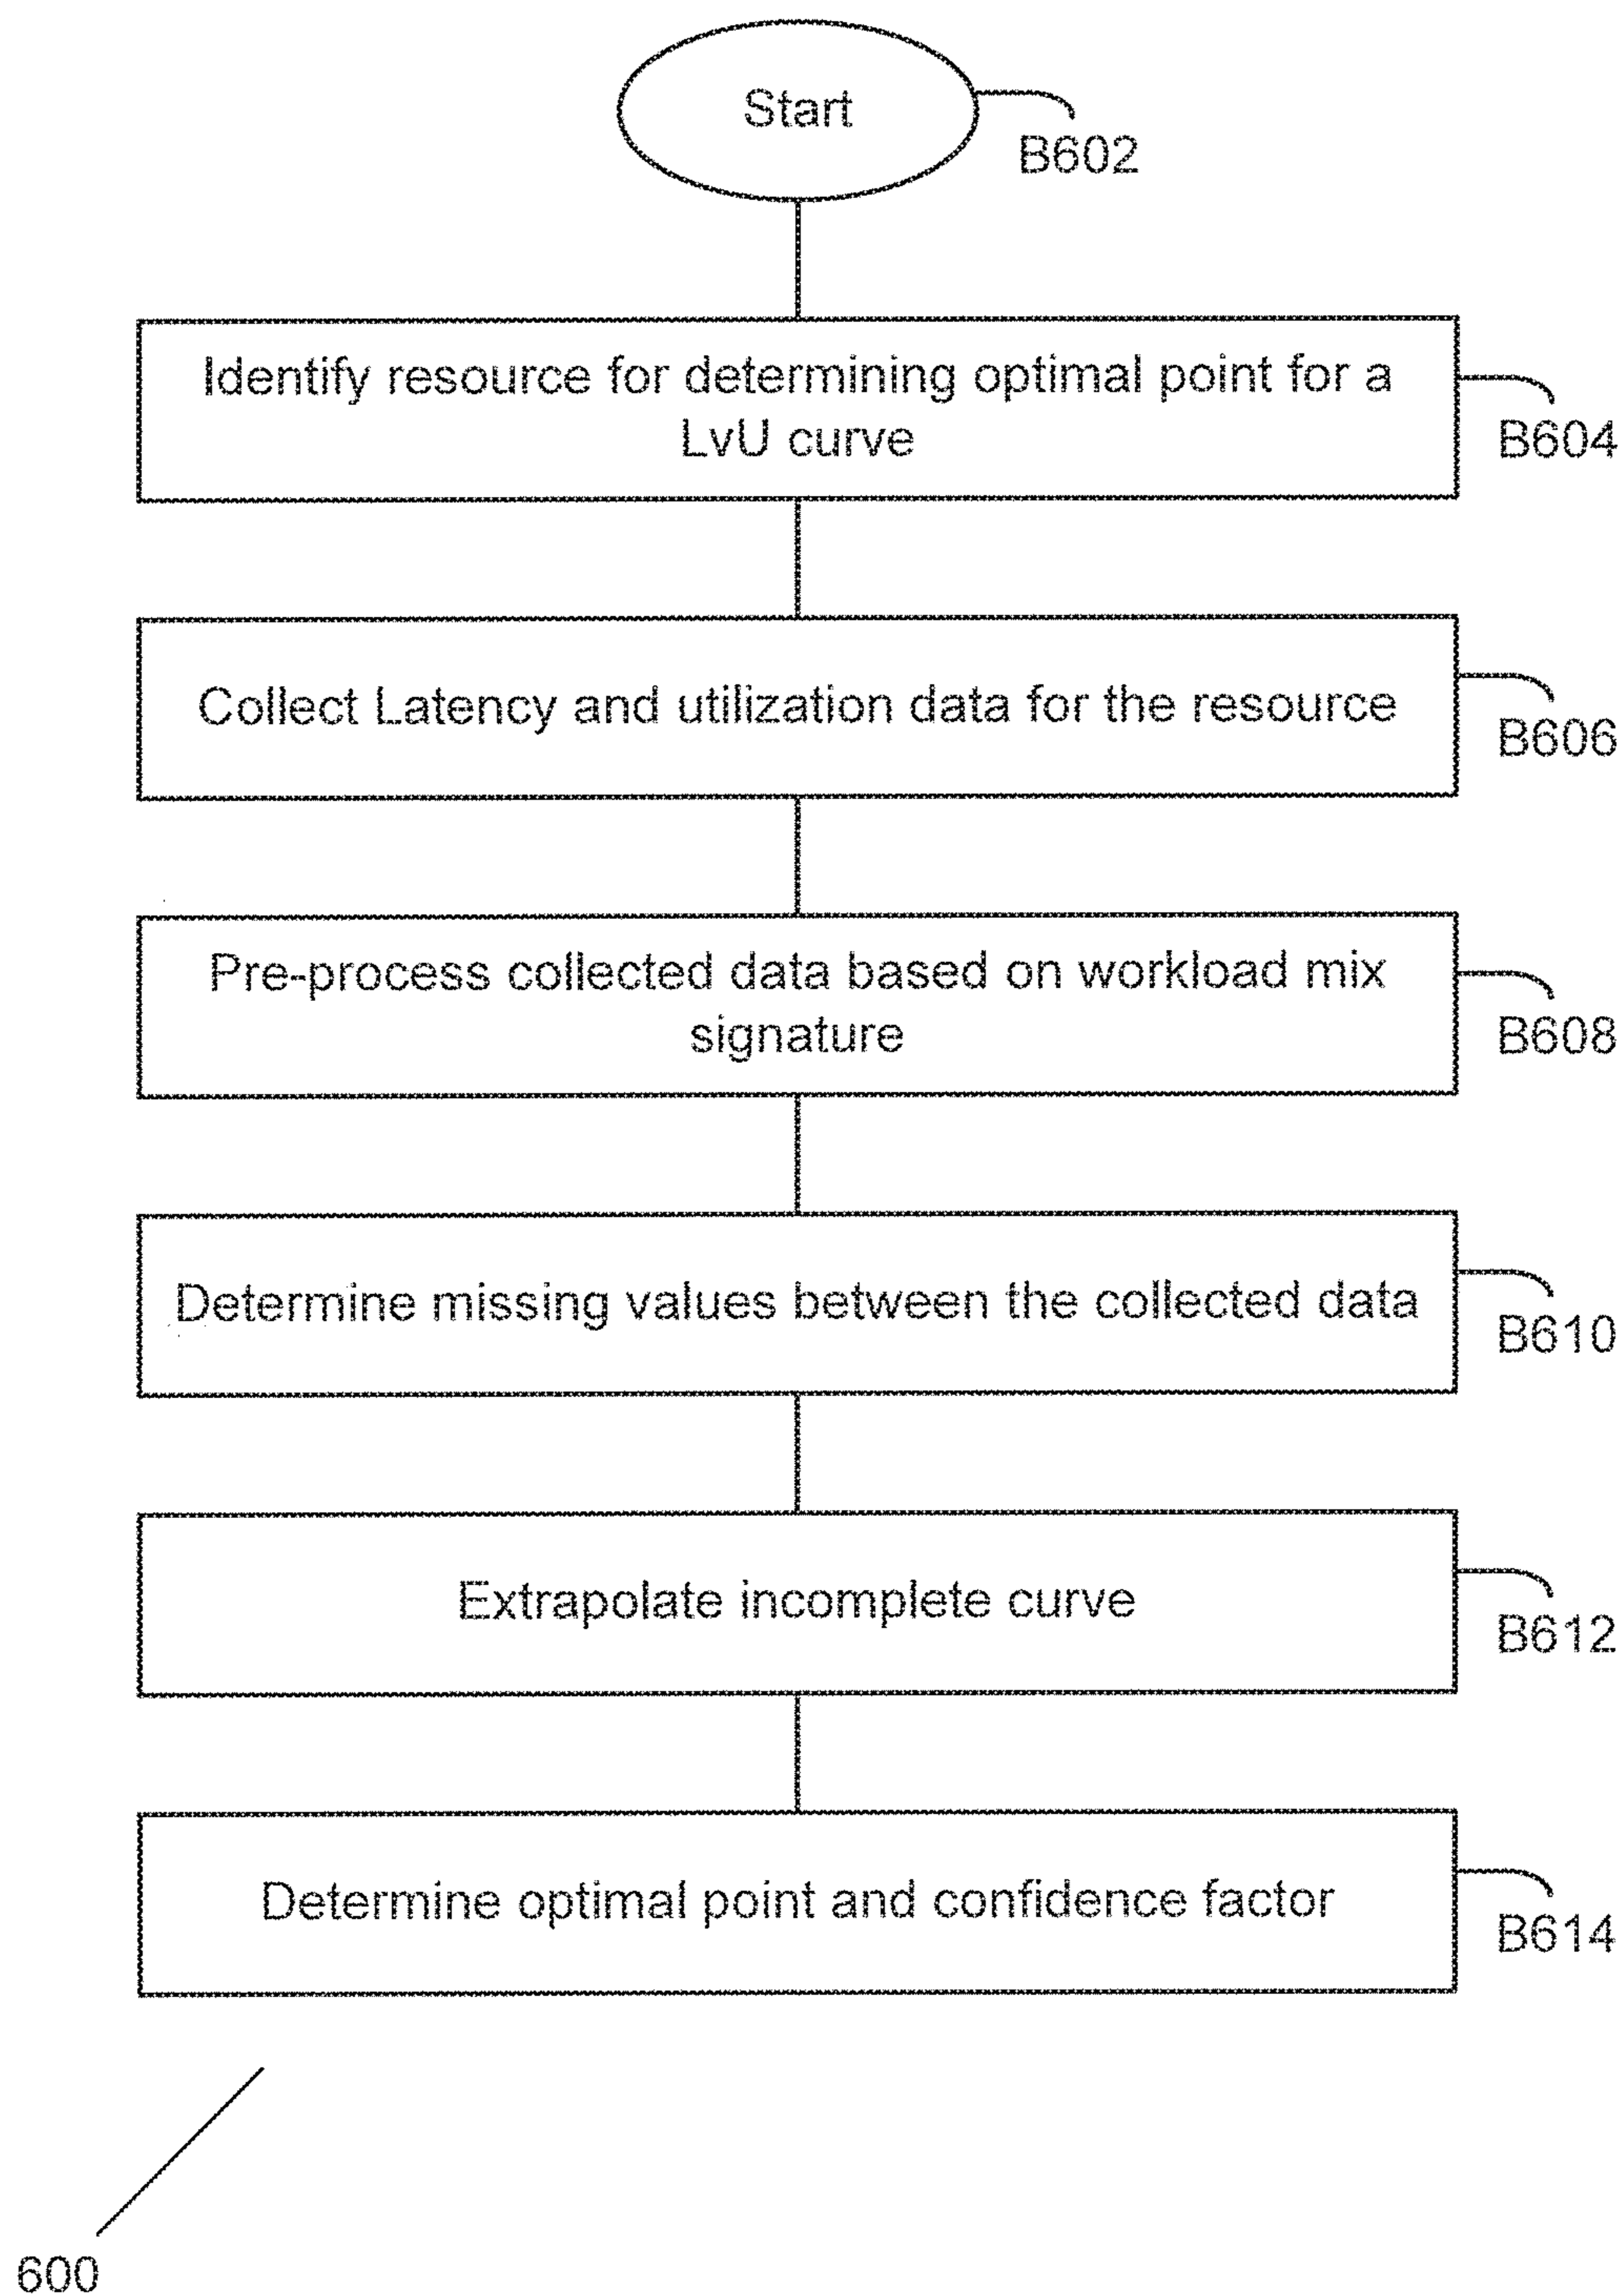 Start
B602
Identify resource for determining optimal point for a
LvU curve
B604
Collect Latency and utilization data for the resource
B606
Pre-process collected data based on workload mix
signature
B608
Determine missing values between the collected data
B610
Extrapolate incomplete curve
B612
Determine optimal point and confidence factor
B614
600